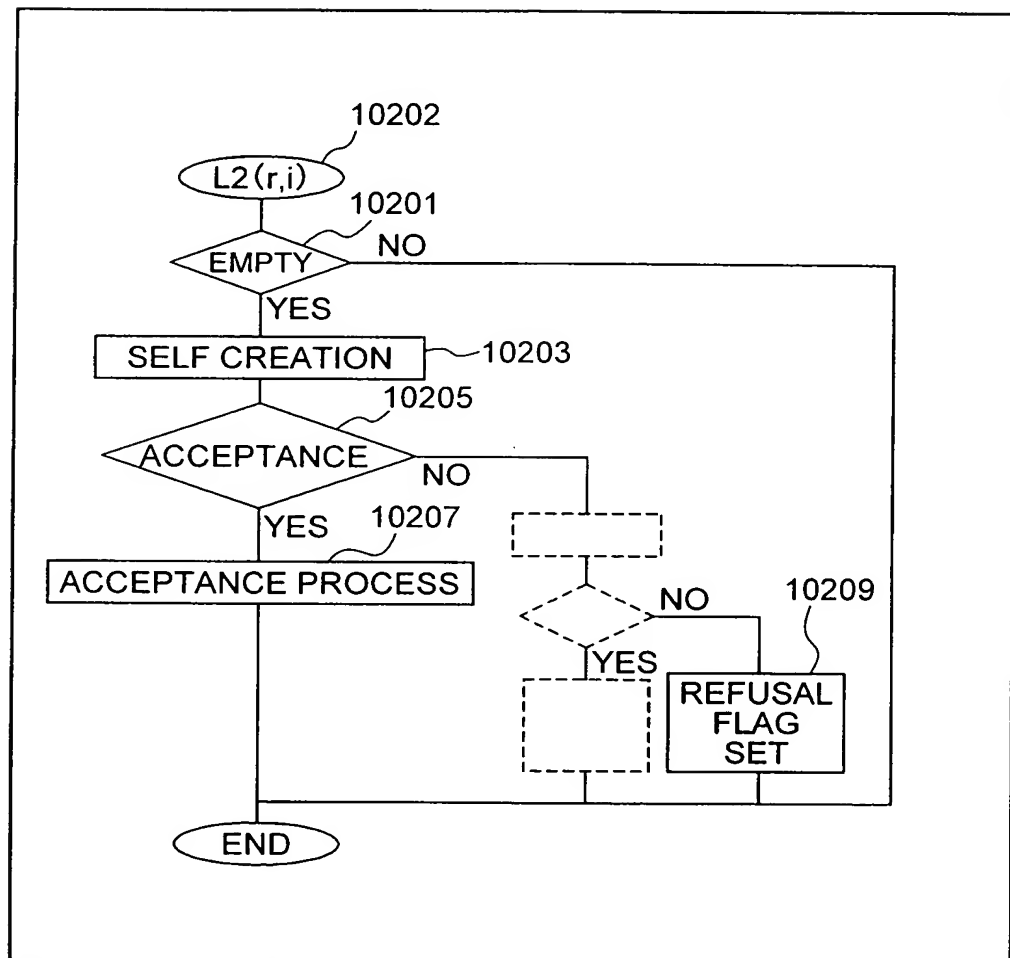 10202
L2(r,i)
10201
EMPTY
NO
YES
SELF CREATION
10203
10205
ACCEPTANCE
NO
YES
10207
ACCEPTANCE PROCESS
NO
10209
YES
REFUSAL
FLAG
SET
END